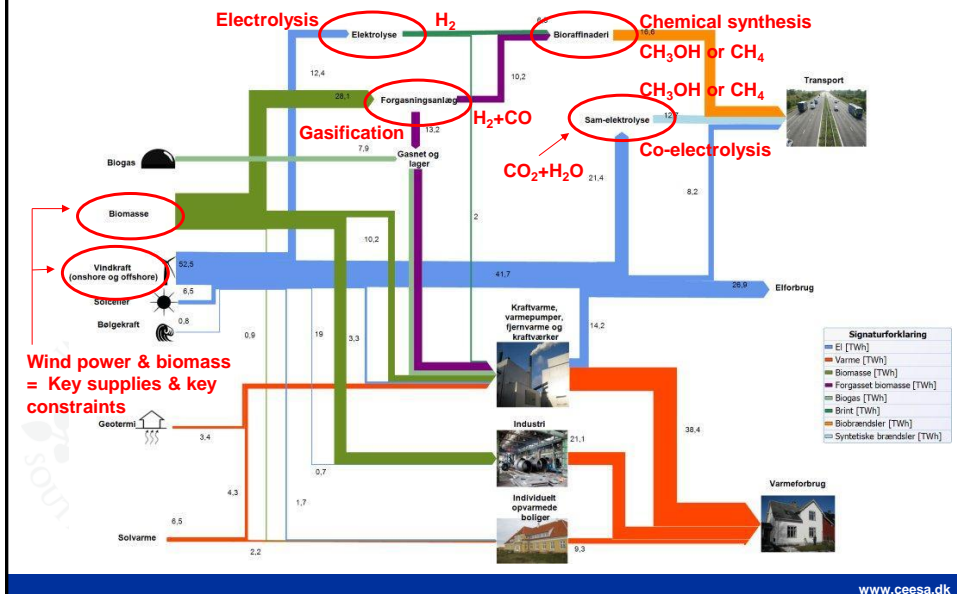 Electrolysis
H₂
6,3
Chemical synthesis
Elektrolyse
Bioraffinaderi
16,6
CH₃OH or CH₄
12,4
10,2
28,1
Forgasningsanlæg
H₂+CO
CH₃OH or CH₄
Transport
Sam-elektrolyse
12,7
Gasification
13,2
Co-electrolysis
Biogas
7,9
Gasnet og
lager
CO₂+H₂O
21,4
8,2
Biomasse
10,2
2
Vindkraft
(onshore og offshore)
52,5
41,7
26,9
Elforbrug
Solceller
6,5
Bølgekraft
0,8
0,9
19
3,3
Kraftvarme,
varmepumper,
fjernvarme og
kraftværker
14,2
Wind power & biomass
= Key supplies & key
constraints
Signaturforklaring
El [TWh]
Varme [TWh]
Biomasse [TWh]
Forgasset biomasse [TWh]
Biogas [TWh]
Brint [TWh]
Biobrændsler [TWh]
Syntetiske brændsler [TWh]
Geotermi
3,4
Industri
21,1
38,4
0,7
4,3
1,7
Individuelt
opvarmede
boliger
Varmeforbrug
6,5
Solvarme
2,2
9,3
SOU
www.ceesa.dk